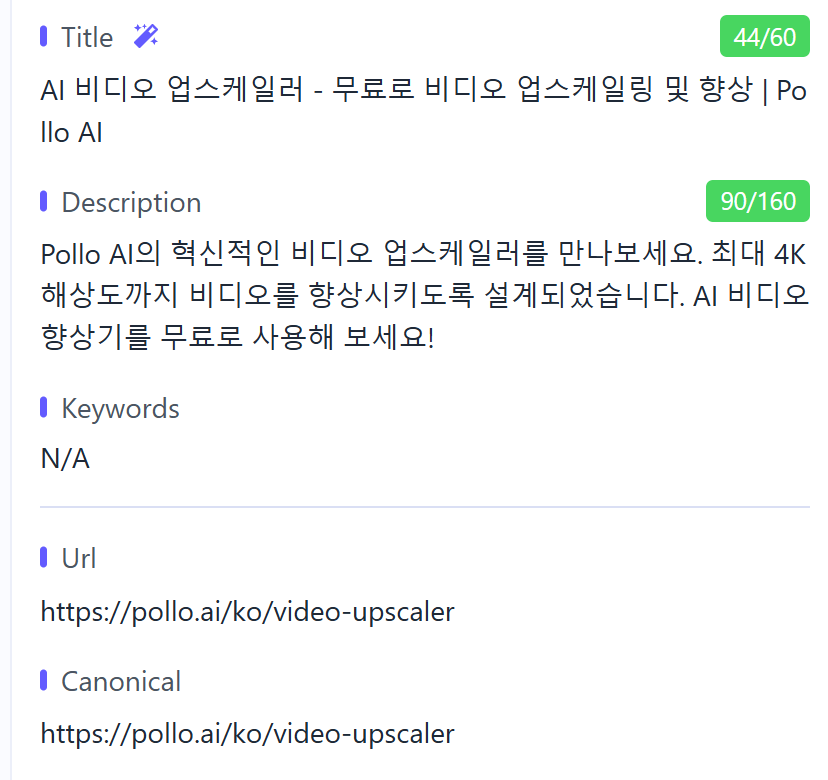 Title
44/60
AI 비디오 업스케일러 - 무료로 비디오 업스케일링 및 향상 | Po
llo AI
Description
90/160
Pollo AI의 혁신적인 비디오 업스케일러를 만나보세요. 최대 4K
해상도까지 비디오를 향상시키도록 설계되었습니다. AI 비디오
향상기를 무료로 사용해 보세요!
Keywords
N/A
Url
https://pollo.ai/ko/video-upscaler
Canonical
https://pollo.ai/ko/video-upscaler